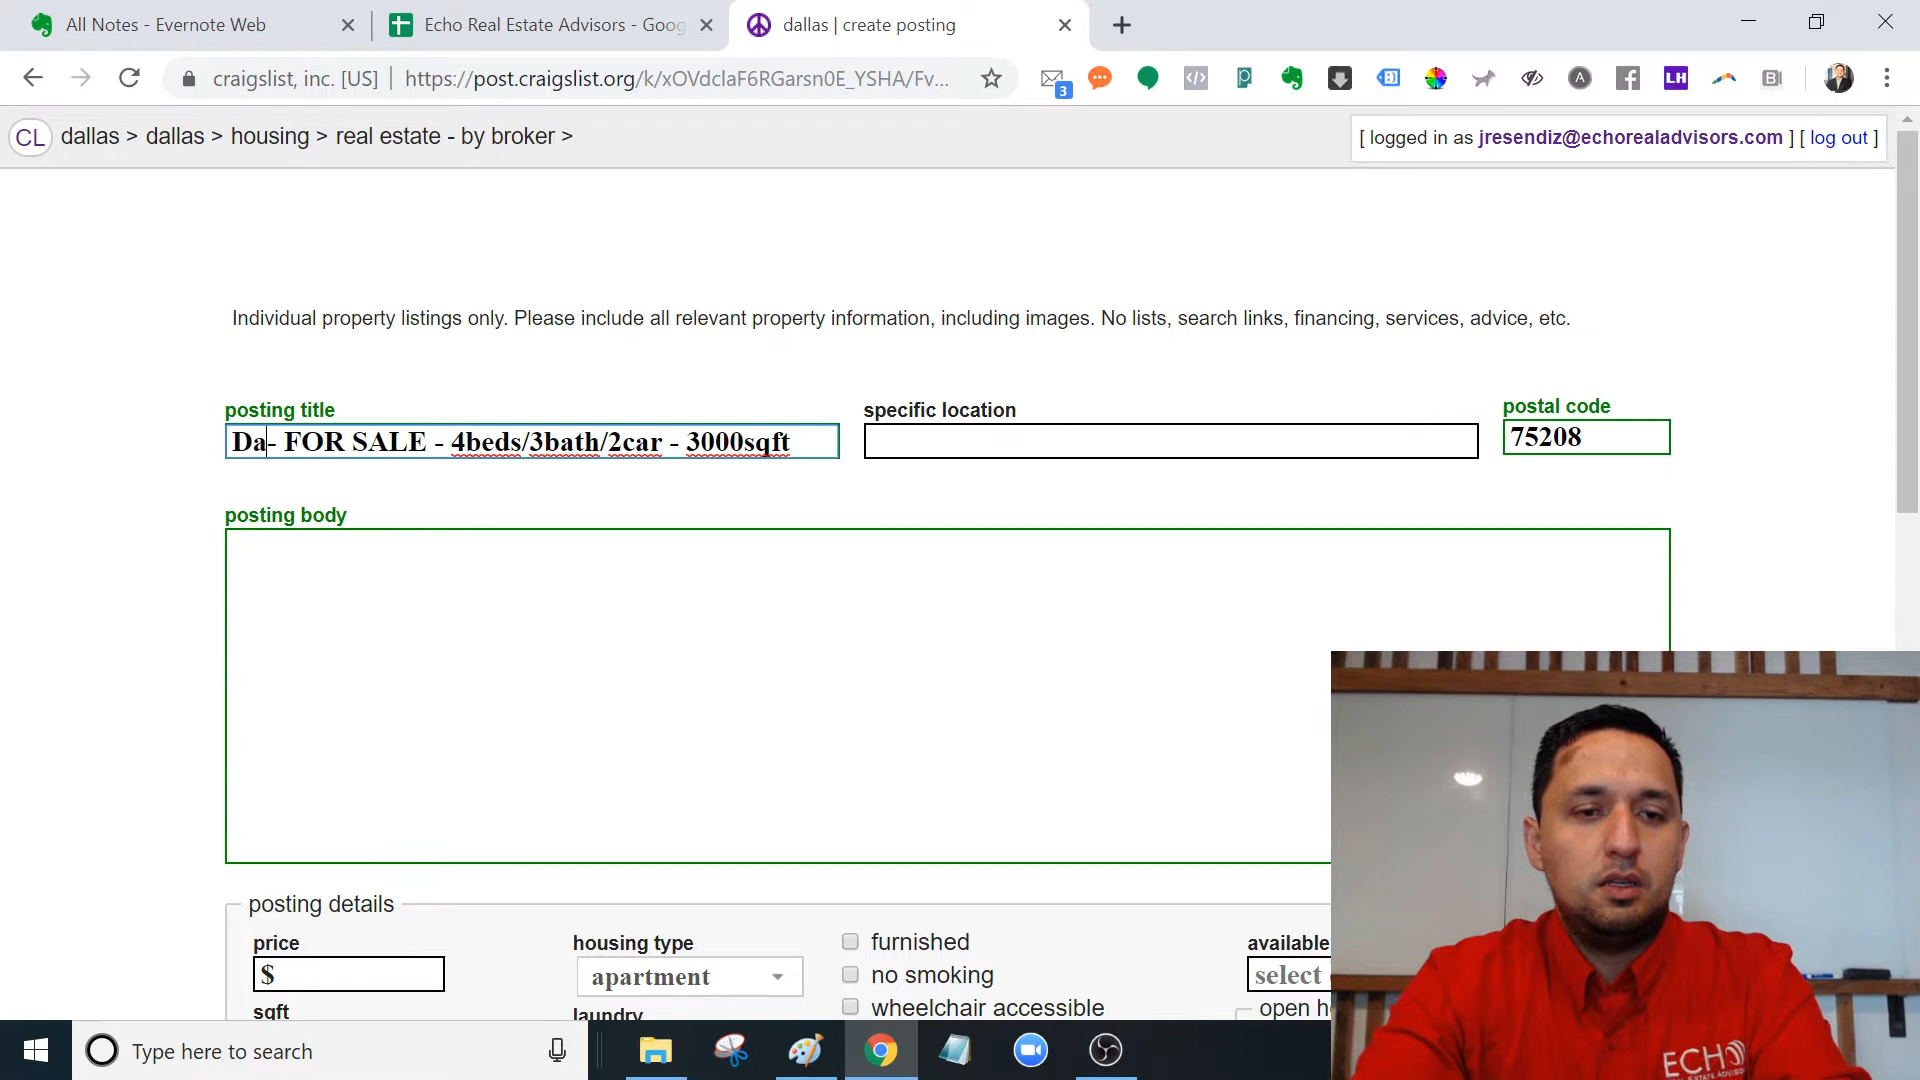 All Notes - Evernote Web
Echo Real Estate Advisors - Goog
dallas | create posting
craigslist, inc. [US] | https://post.craigslist.org/k/xOVdclaF6RGarsn0E_YSHA/Fv...
3
A
LH
B
CL dallas > dallas > housing > real estate - by broker >
[ logged in as jresendiz@echorealadvisors.com ] [ log out ]
Individual property listings only. Please include all relevant property information, including images. No lists, search links, financing, services, advice, etc.
posting title
specific location
postal code
Da- FOR SALE - 4beds/3bath/2car - 3000sqft
75208
posting body
posting details
price
housing type
furnished
available
$
apartment
no smoking
select
sqft
laundry
wheelchair accessible
open h
Type here to search
ECHO
REAL ESTATE ADVISORS